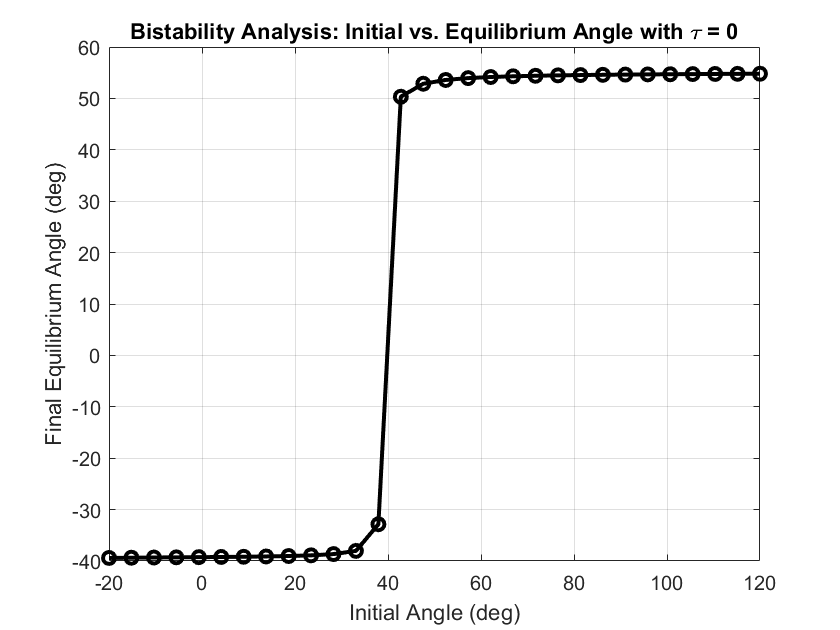 Bistability Analysis: Initial vs. Equilibrium Angle with τ = 0
Final Equilibrium Angle (deg)
60
50
40
30
20
10
0
-10
-20
-30
-40
-20 0 20 40 60 80 100 120
Initial Angle (deg)